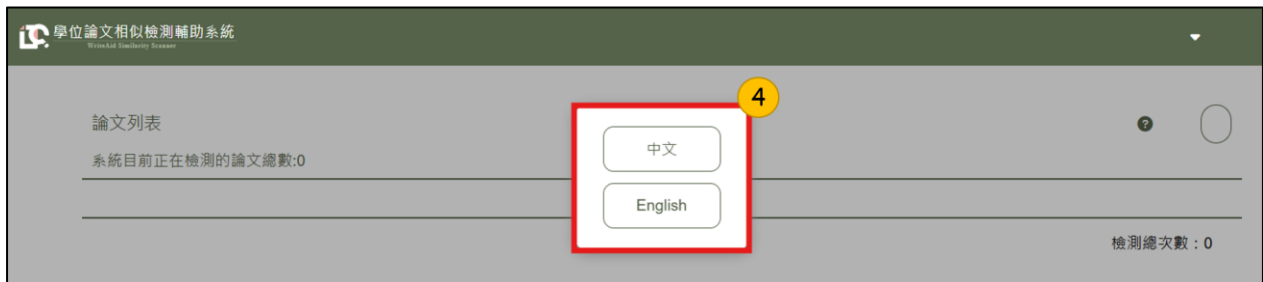 學位論文相似檢測輔助系統
WriteAid Similarity Scanner
4
論文列表
?
系統目前正在檢測的論文總數:0
中文
English
檢測總次數：0